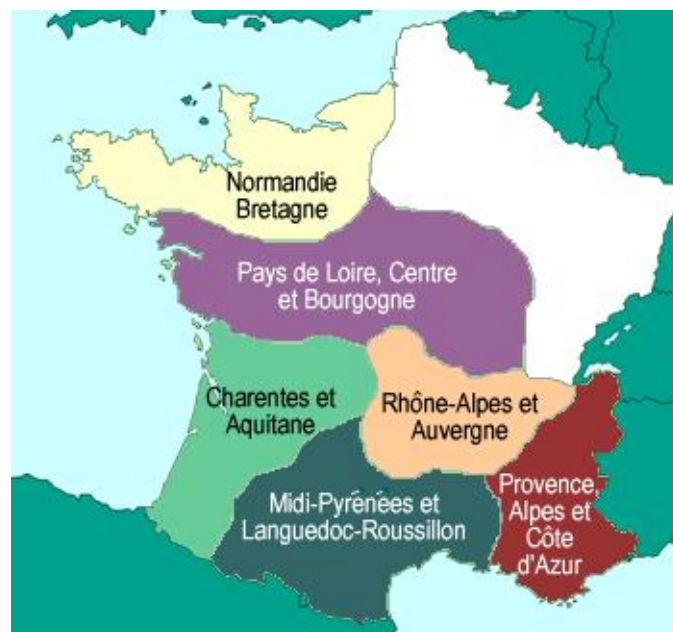 Normandie
Bretagne
Pays de Loire, Centre
et Bourgogne
Charentes et
Aquitane
Rhône-Alpes et
Auvergne
Midi-Pyrénées et
Languedoc-Roussillon
Provence,
Alpes et
Côte
d'Azur